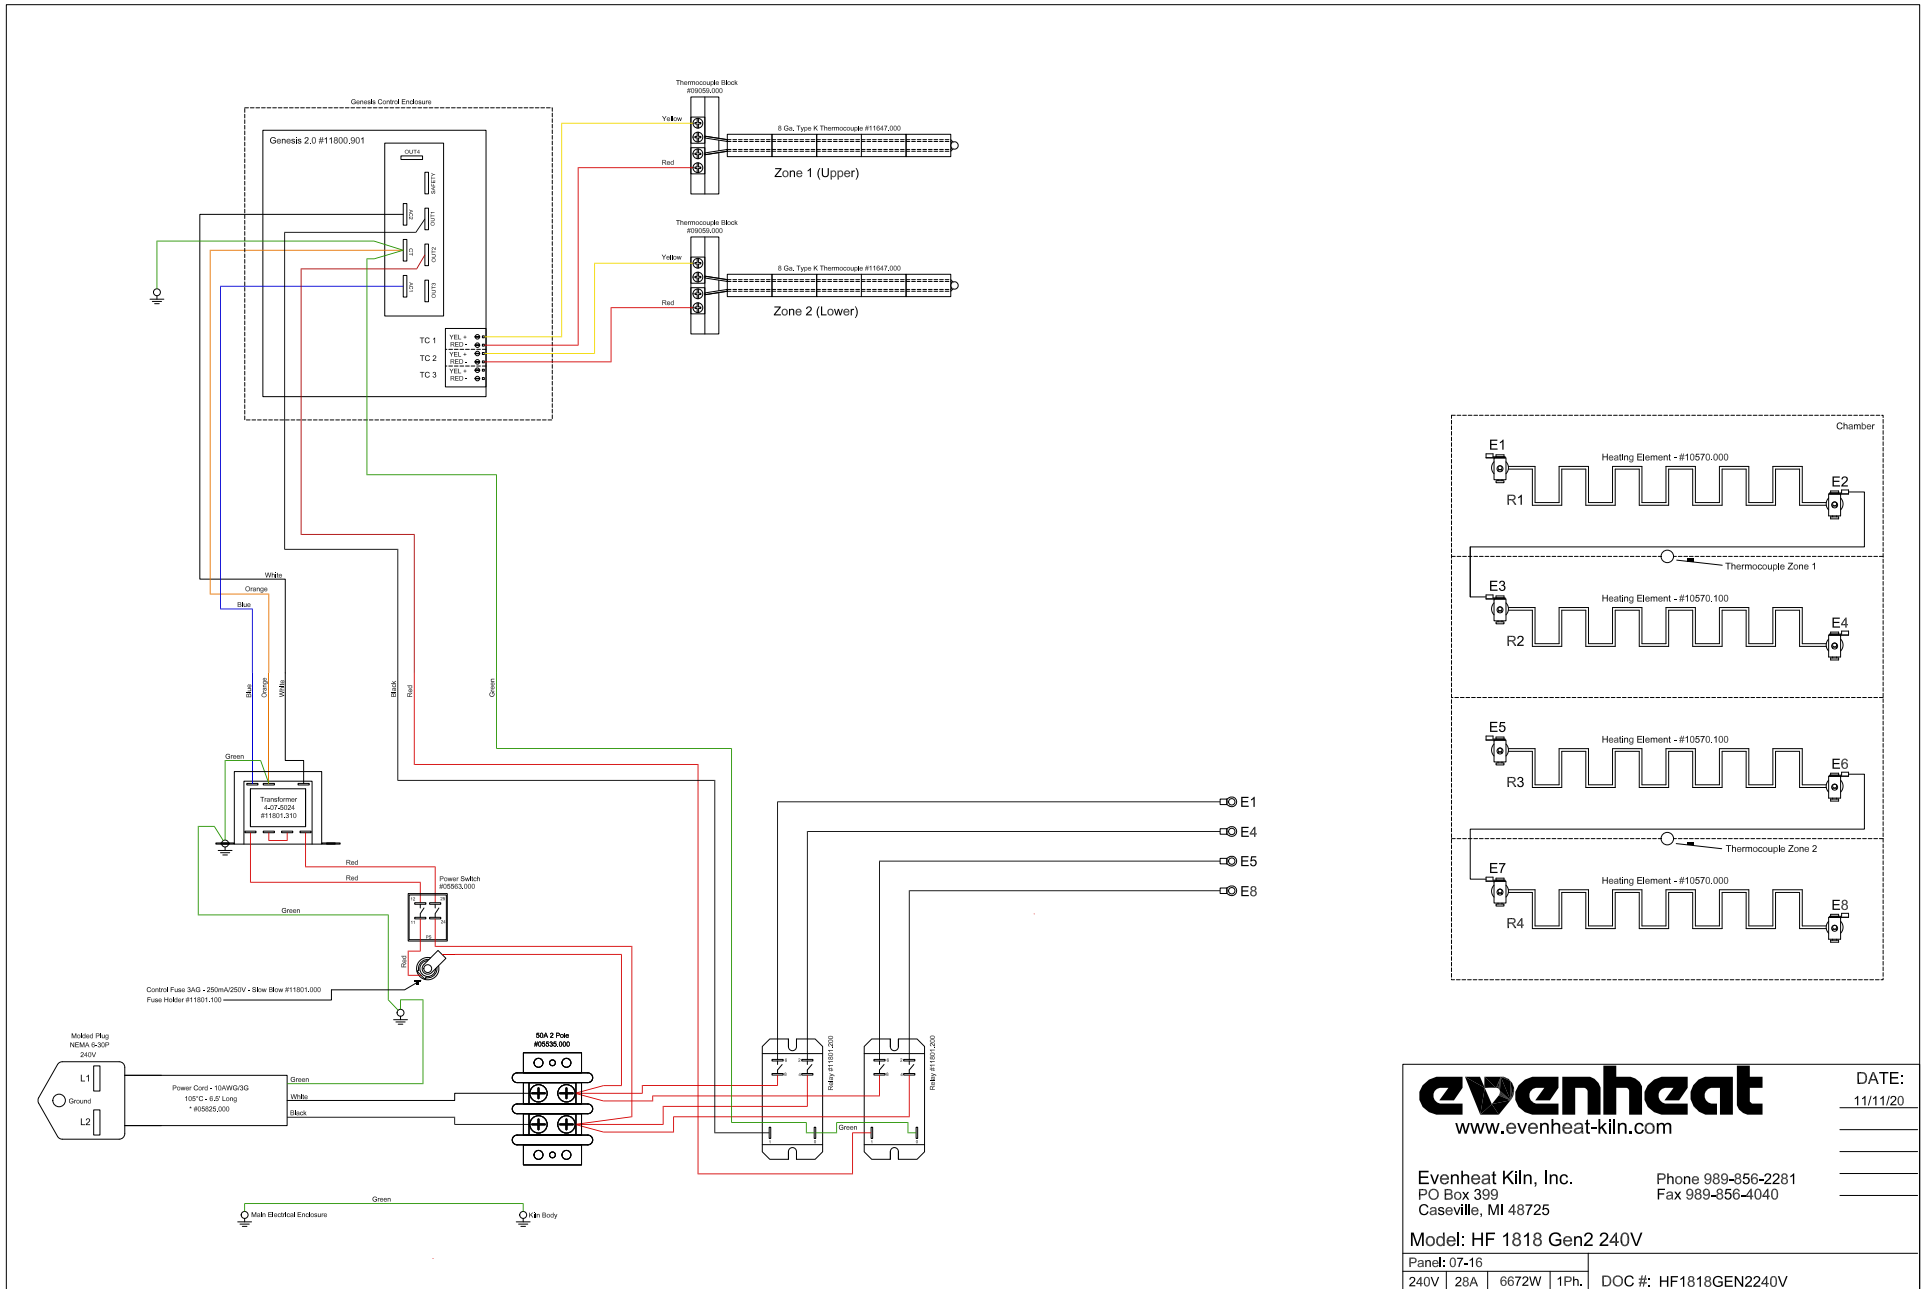 Genesis Control Enclosure
Genesis 2.0 #11800.901
OUT4
SAFETY
AC2
OUT1
CT
OUT2
AC1
OUT3
TC 1
YEL +
RED -
TC 2
YEL +
RED -
TC 3
YEL +
RED -
Thermocouple Block
#09059.000
Yellow
Red
8 Ga. Type K Thermocouple #11647.000
Zone 1 (Upper)
Thermocouple Block
#09059.000
Yellow
Red
8 Ga. Type K Thermocouple #11647.000
Zone 2 (Lower)
White
Orange
Blue
Blue
Orange
White
Black
Red
Green
Green
Transformer
4-07-6024
#11801.310
Red
Red
Power Switch
#05563.000
12
11
24
PS
Green
Red
Control Fuse 3AG - 250mA/250V - Slow Blow #11801.000
Fuse Holder #11801.100
Molded Plug
NEMA 6-30P
240V
L1
Ground
L2
Power Cord - 10AWG/3G
105°C - 6.5' Long
* #05825.000
Green
White
Black
50A 2 Pole
#05535.000
Relay #11801.200
Relay #11801.200
Green
E1
E4
E5
E8
Green
Main Electrical Enclosure
Kiln Body
Chamber
E1
Heating Element - #10570.000
R1
E2
Thermocouple Zone 1
E3
Heating Element - #10570.100
R2
E4
E5
Heating Element - #10570.100
R3
E6
Thermocouple Zone 2
E7
Heating Element - #10570.000
R4
E8
evenheat
www.evenheat-kiln.com
DATE:
11/11/20
Evenheat Kiln, Inc.
PO Box 399
Caseville, MI 48725
Phone 989-856-2281
Fax 989-856-4040
Model: HF 1818 Gen2 240V
Panel: 07-16
240V 28A 6672W 1Ph. DOC #: HF1818GEN2240V